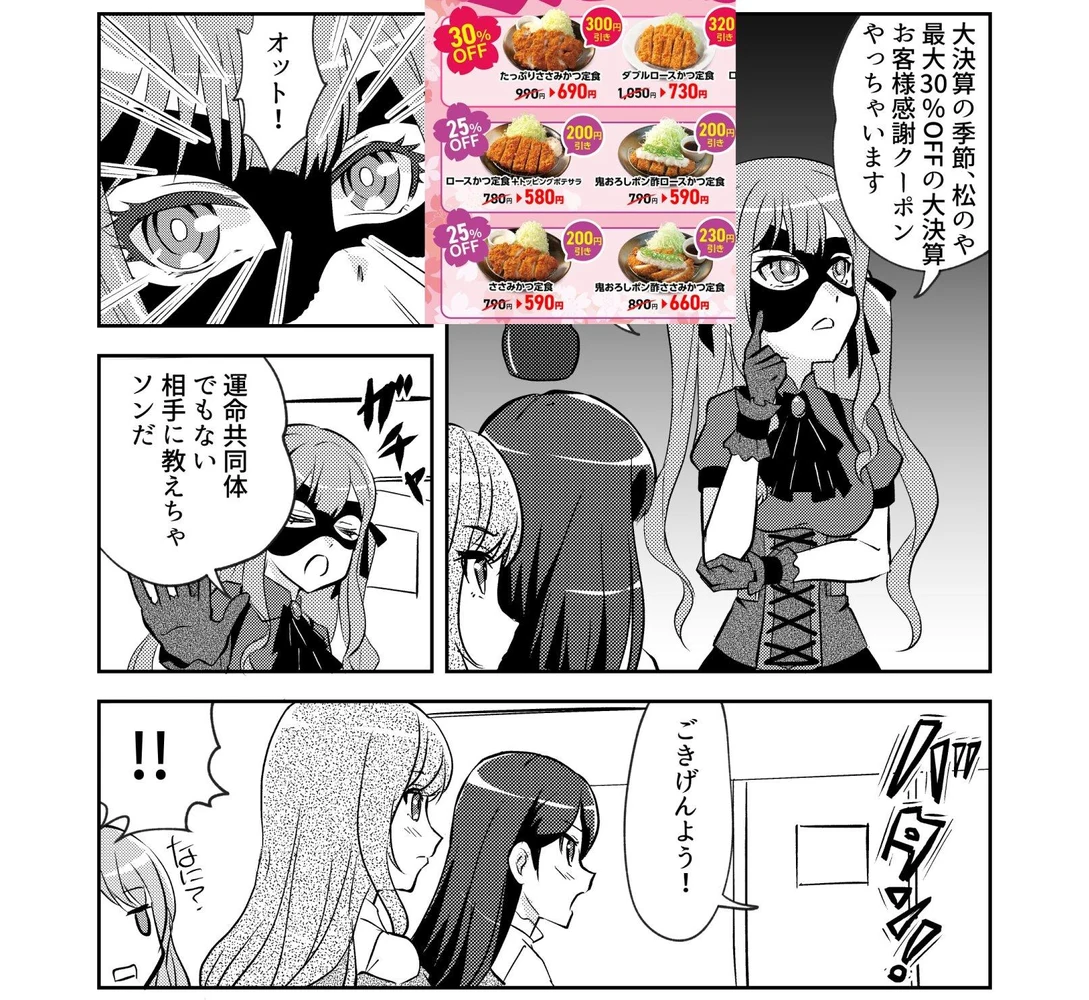 大決算の季節、松のや
最大30%OFFの大決算
お客様感謝クーポン
やっちゃいます
30%
OFF
300円
引き
320
引き
たっぷりささみかつ定食
990円▶690円
ダブルロースかつ定食
1,050円▶730円
25%
OFF
200円
引き
200円
引き
ロースかつ定食+トッピングポテサラ
780円▶580円
鬼おろしポン酢ロースかつ定食
790円▶590円
25%
OFF
200円
引き
230円
引き
ささみかつ定食
790円▶590円
鬼おろしポン酢ささみかつ定食
890円▶660円
オット!
ガチャ
運命共同体
でもない
相手に教えちゃ
ソンだ
バタン!!
ごきげんよう!
なに?
!!